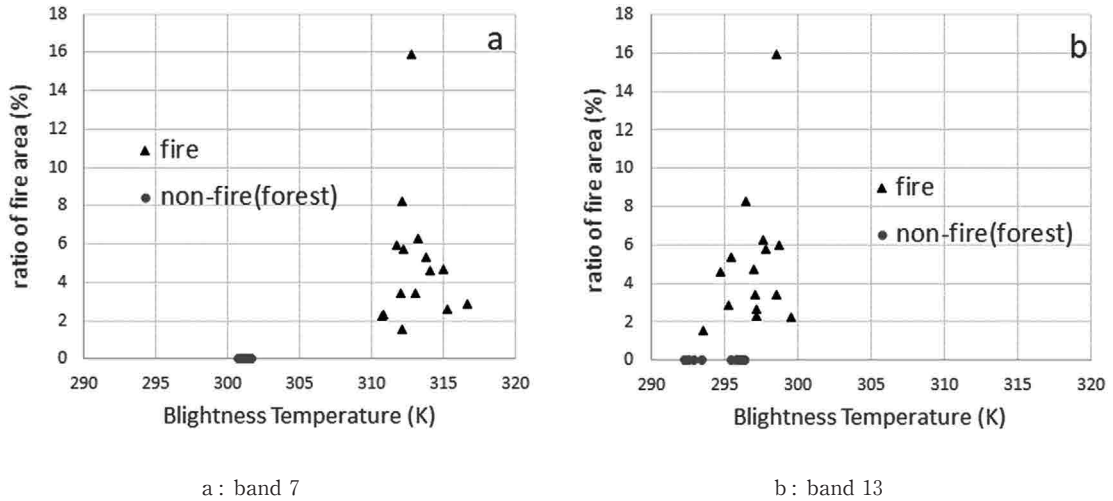 a
18
16
14
12
10
8
6
4
2
0
ratio of fire area (%)
fire
non-fire(forest)
290 295 300 305 310 315 320
Blightness Temperature (K)
b
18
16
14
12
10
8
6
4
2
0
ratio of fire area (%)
fire
non-fire(forest)
290 295 300 305 310 315 320
Blightness Temperature (K)
a : band 7
b : band 13